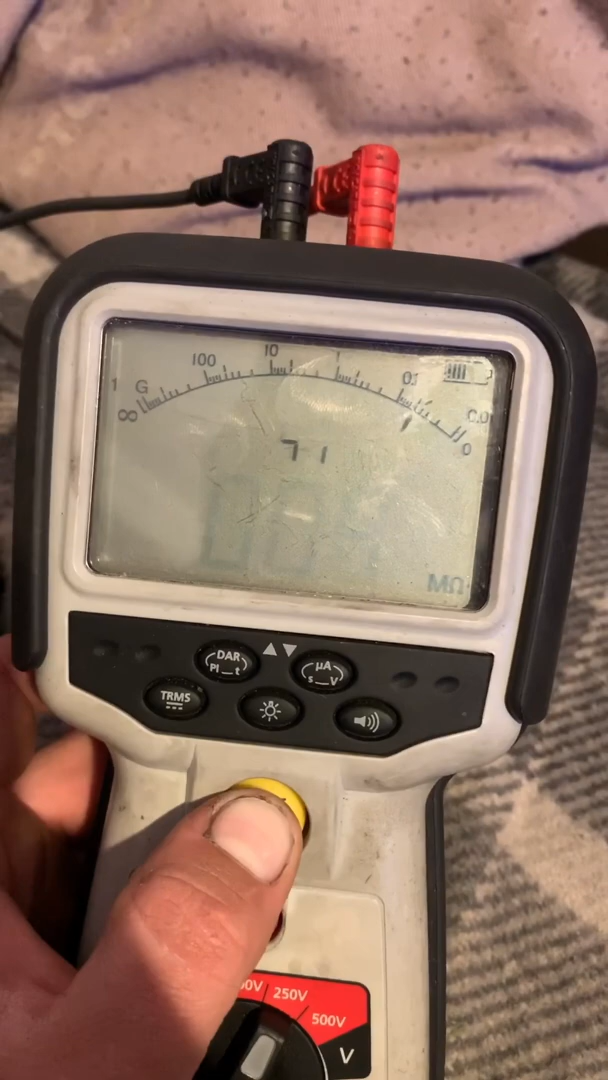 1 G 100 10 1 0.1 0.0
∞ 0
71
MΩ
DAR
PI t
µA
s V
TRMS
250V
500V
V